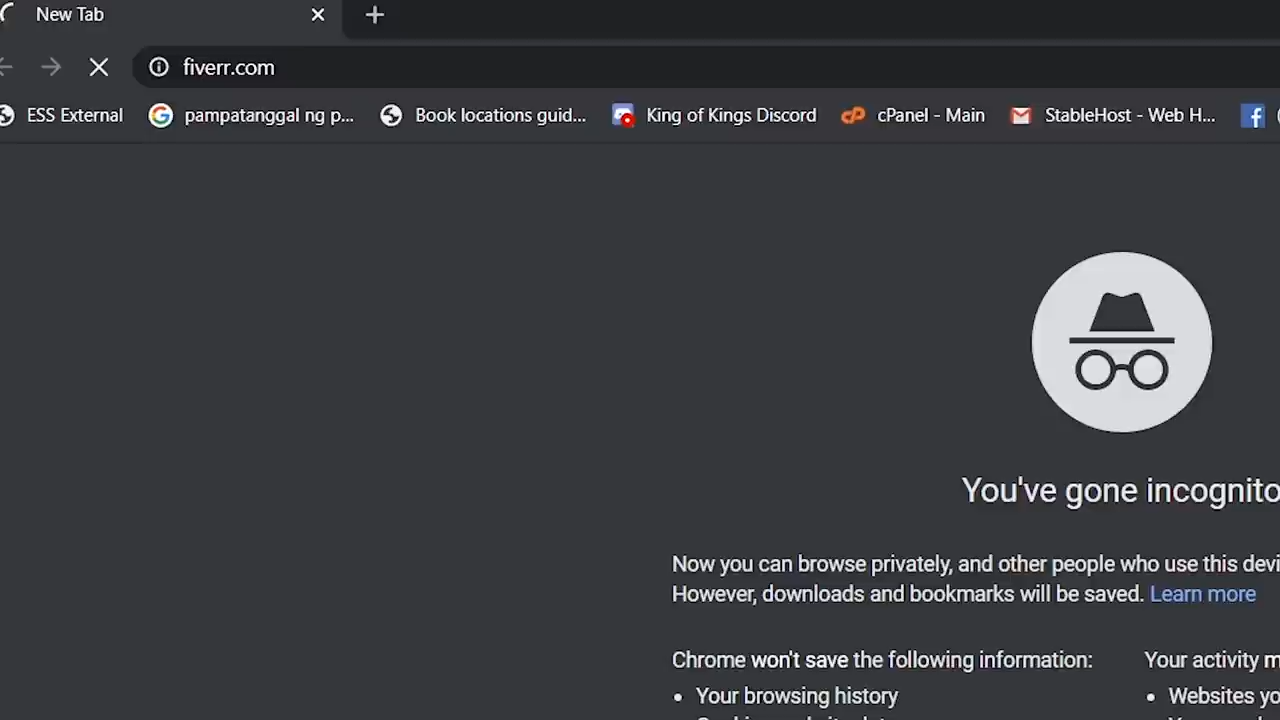 New Tab
fiverr.com
ESS External pampatanggal ng p... Book locations guid... King of Kings Discord cPanel - Main StableHost - Web H...
You've gone incognito
Now you can browse privately, and other people who use this devi
However, downloads and bookmarks will be saved. Learn more
Chrome won't save the following information: Your activity m
• Your browsing history • Websites yo